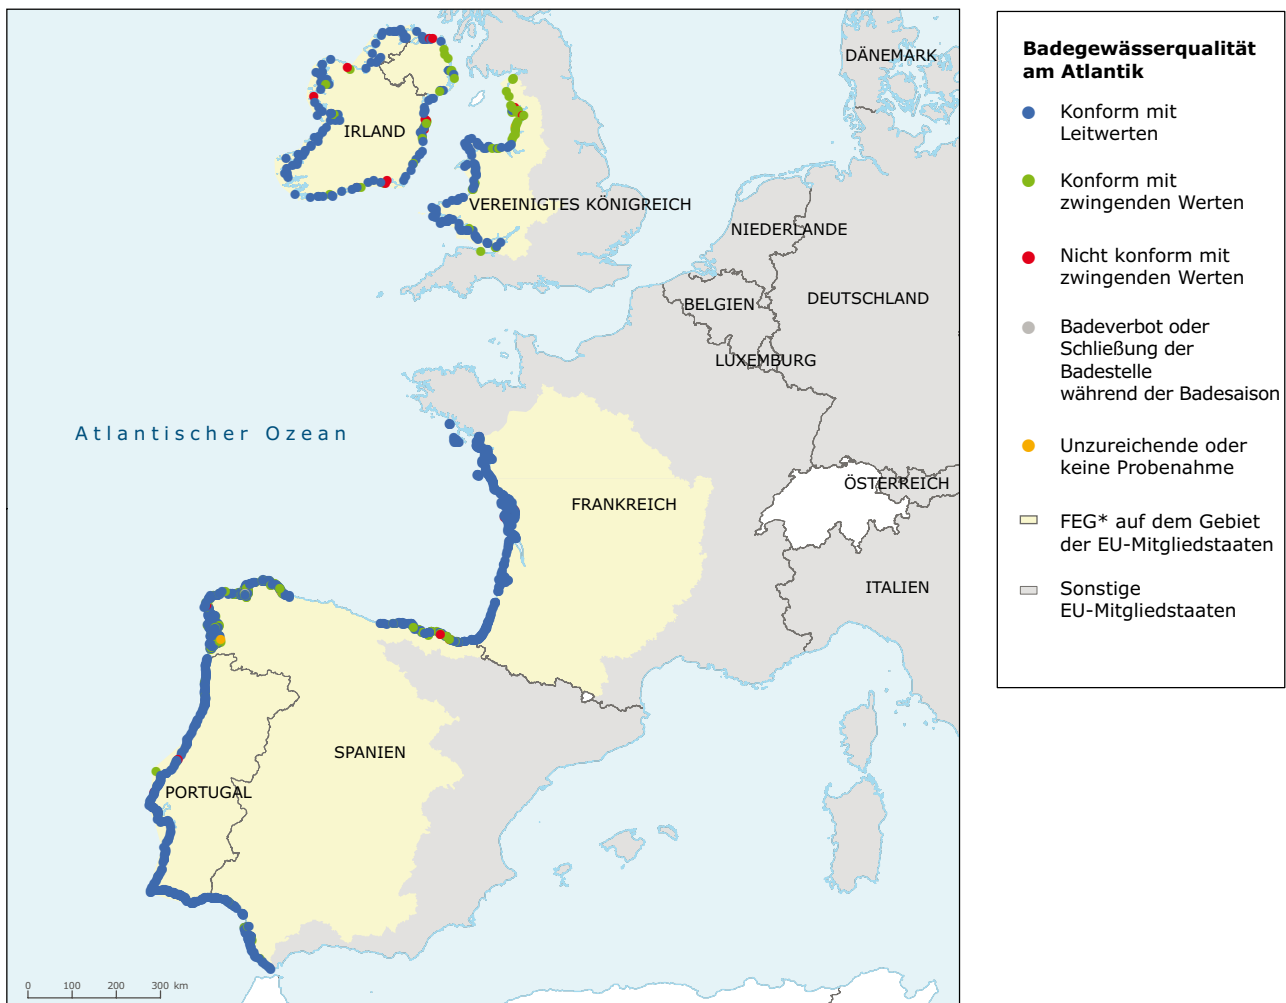 DÄNEMARK
IRLAND
VEREINIGTES KÖNIGREICH
NIEDERLANDE
BELGIEN
DEUTSCHLAND
LUXEMBURG
Atlantischer Ozean
FRANKREICH
ÖSTERREICH
ITALIEN
SPANIEN
PORTUGAL
0 100 200 300 km
Badegewässerqualität
am Atlantik
Konform mit
Leitwerten
Konform mit
zwingenden Werten
Nicht konform mit
zwingenden Werten
Badeverbot oder
Schließung der
Badestelle
während der Badesaison
Unzureichende oder
keine Probenahme
FEG* auf dem Gebiet
der EU-Mitgliedstaaten
Sonstige
EU-Mitgliedstaaten